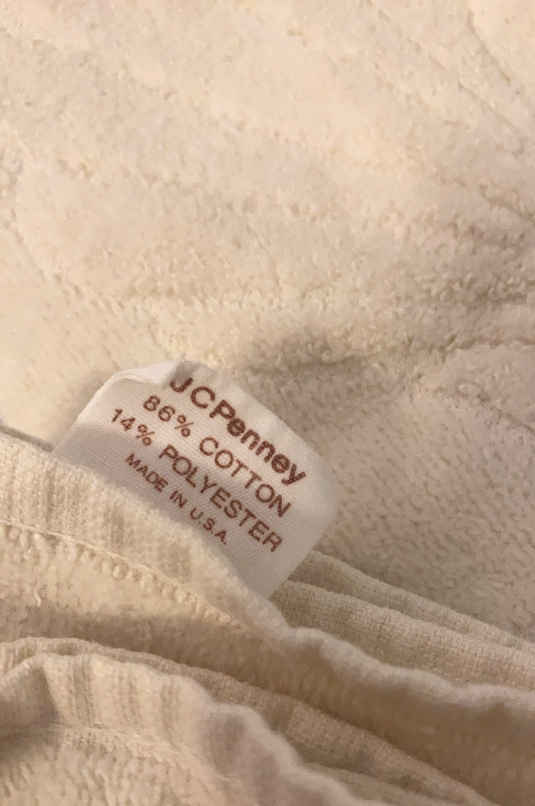 JCPenney
86% COTTON
14% POLYESTER
MADE IN U.S.A.